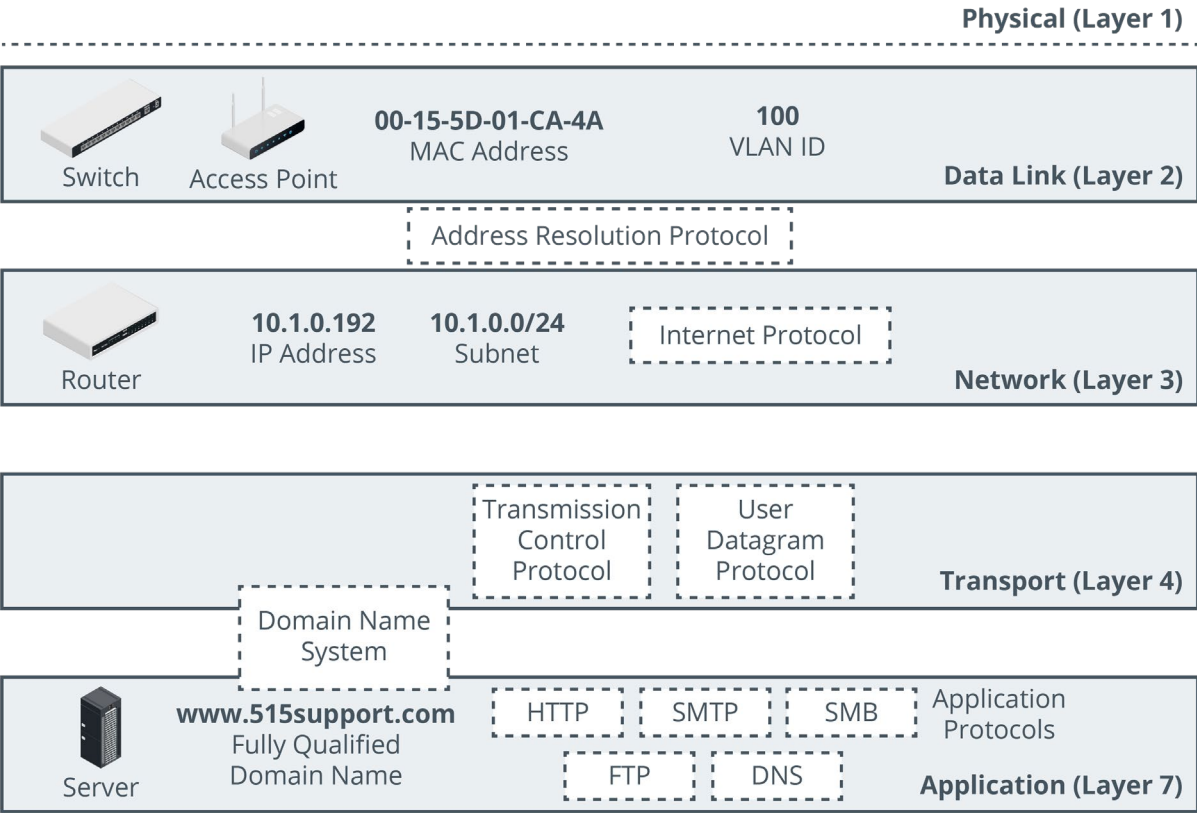 Physical (Layer 1)
00-15-5D-01-CA-4A
MAC Address
100
VLAN ID
Switch
Access Point
Data Link (Layer 2)
Address Resolution Protocol
10.1.0.192
IP Address
10.1.0.0/24
Subnet
Internet Protocol
Router
Network (Layer 3)
Transmission
Control
Protocol
User
Datagram
Protocol
Transport (Layer 4)
Domain Name
System
www.515support.com
Fully Qualified
Domain Name
HTTP
SMTP
SMB
Application
Protocols
FTP
DNS
Server
Application (Layer 7)